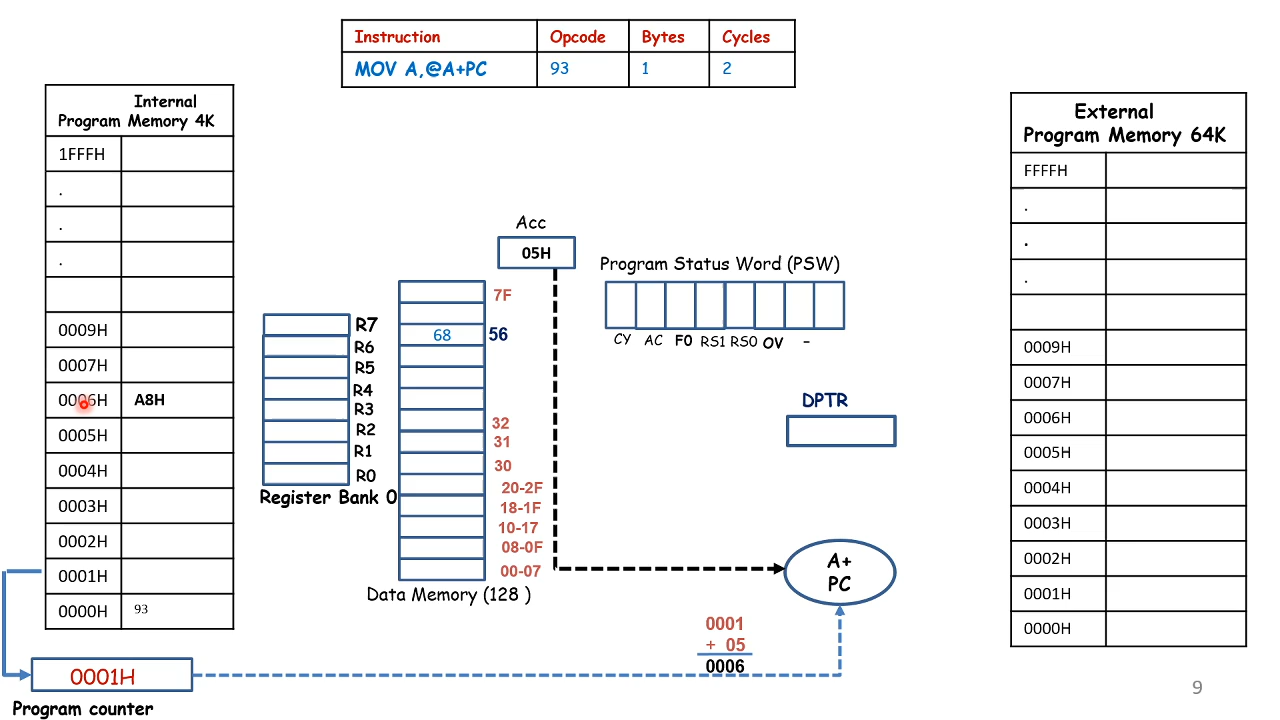 Instruction Opcode Bytes Cycles
MOV A,@A+PC 93 1 2
Internal
Program Memory 4K
1FFFH
.
.
.
0009H
0007H
0006H A8H
0005H
0004H
0003H
0002H
0001H
0000H 93
0001H
Program counter
R7
R6
R5
R4
R3
R2
R1
R0
Register Bank 0
7F
68 56
32
31
30
20-2F
18-1F
10-17
08-0F
00-07
Data Memory (128 )
Acc
05H
Program Status Word (PSW)
CY AC F0 RS1 RS0 OV -
DPTR
A+
PC
0001
+ 05
0006
External
Program Memory 64K
FFFFH
.
.
.
0009H
0007H
0006H
0005H
0004H
0003H
0002H
0001H
0000H
9